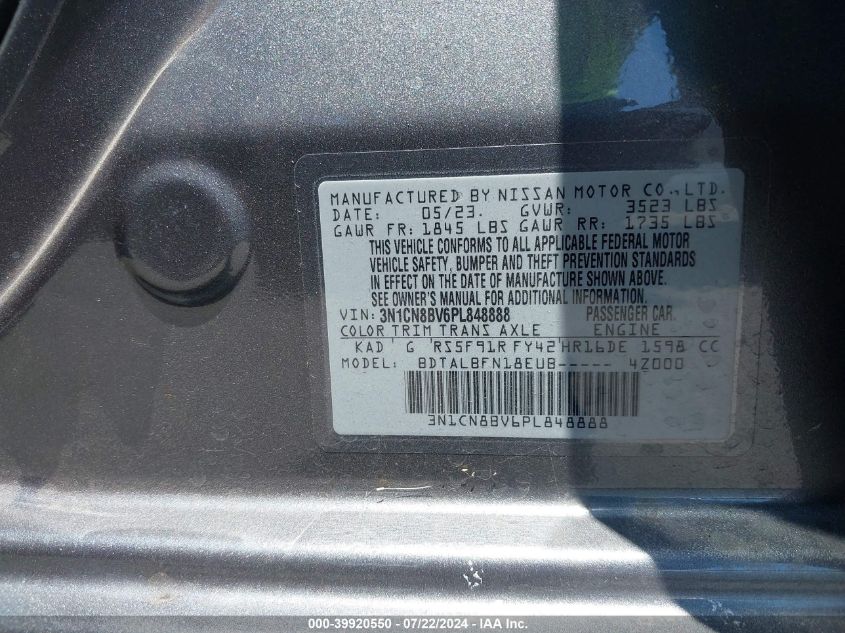 MANUFACTURED BY NISSAN MOTOR CO., LTD.
DATE: 05/23. GVWR: 3523 LBS
GAWR FR: 1845 LBS GAWR RR: 1735 LBS
THIS VEHICLE CONFORMS TO ALL APPLICABLE FEDERAL MOTOR
VEHICLE SAFETY, BUMPER AND THEFT PREVENTION STANDARDS
IN EFFECT ON THE DATE OF MANUFACTURE SHOWN ABOVE.
SEE OWNER'S MANUAL FOR ADDITIONAL INFORMATION.
VIN: 3N1CN8BV6PL848888 PASSENGER CAR.
COLOR TRIM TRANS AXLE ENGINE
KAD G RS5F91R FY42 HR16DE 1598 CC
MODEL: BDTALBFN18EUB----- 4Z000
3N1CN8BV6PL848888
000-39920550 - 07/22/2024 - IAAI, Inc.